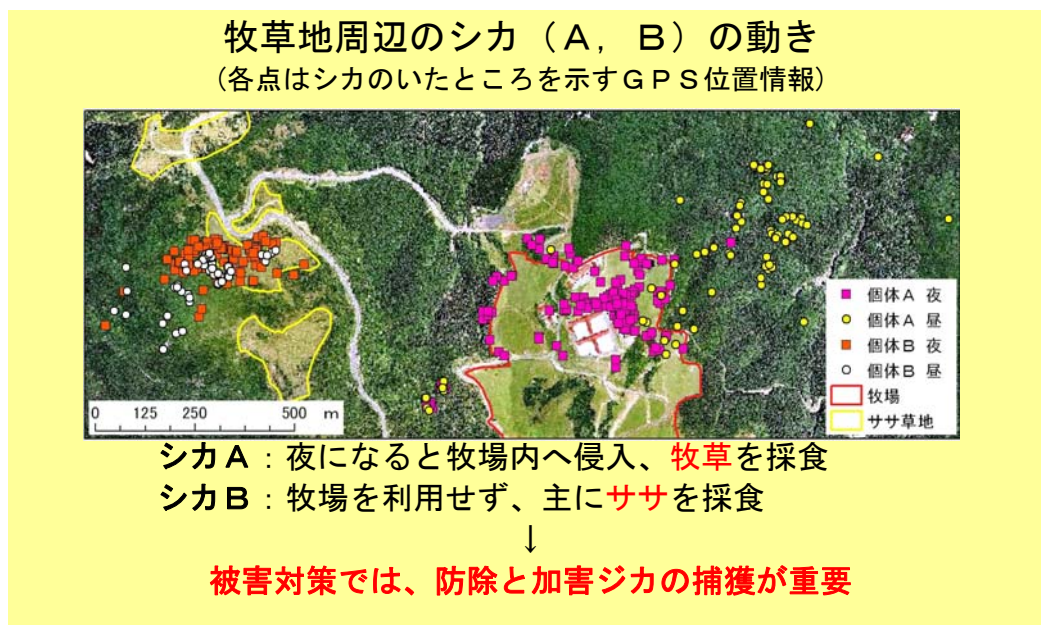 牧草地周辺のシカ（Ａ，Ｂ）の動き
(各点はシカのいたところを示すＧＰＳ位置情報)
個体Ａ 夜
個体Ａ 昼
個体Ｂ 夜
個体Ｂ 昼
牧場
ササ草地
0 125 250 500 m
シカＡ：夜になると牧場内へ侵入、牧草を採食
シカＢ：牧場を利用せず、主にササを採食
↓
被害対策では、防除と加害ジカの捕獲が重要